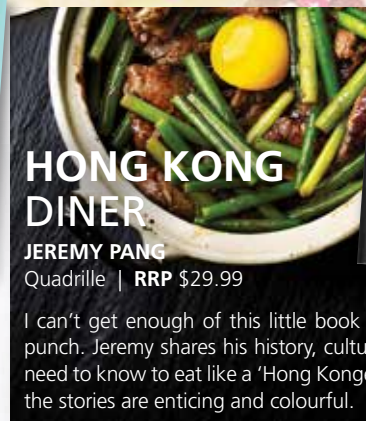 HONG KONG
DINER
JEREMY PANG
Quadrille | RRP $29.99
I can't get enough of this little book
punch. Jeremy shares his history, cultu
need to know to eat like a 'Hong Konge
the stories are enticing and colourful.